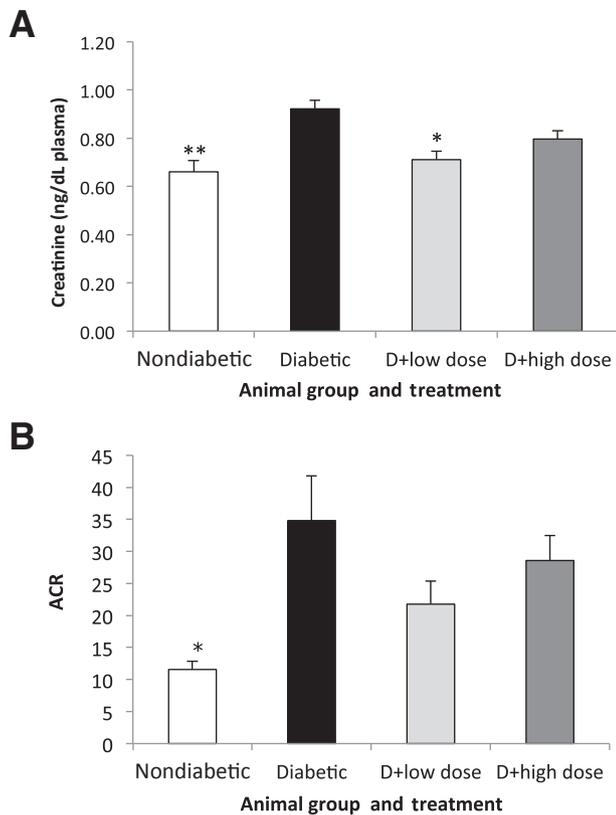 A
1.20
1.00
0.80
0.60
0.40
0.20
0.00
Creatinine (ng/dL plasma)
**
*
Nondiabetic Diabetic D+low dose D+high dose
Animal group and treatment
B
45
40
35
30
25
20
15
10
5
0
ACR
*
Nondiabetic Diabetic D+low dose D+high dose
Animal group and treatment